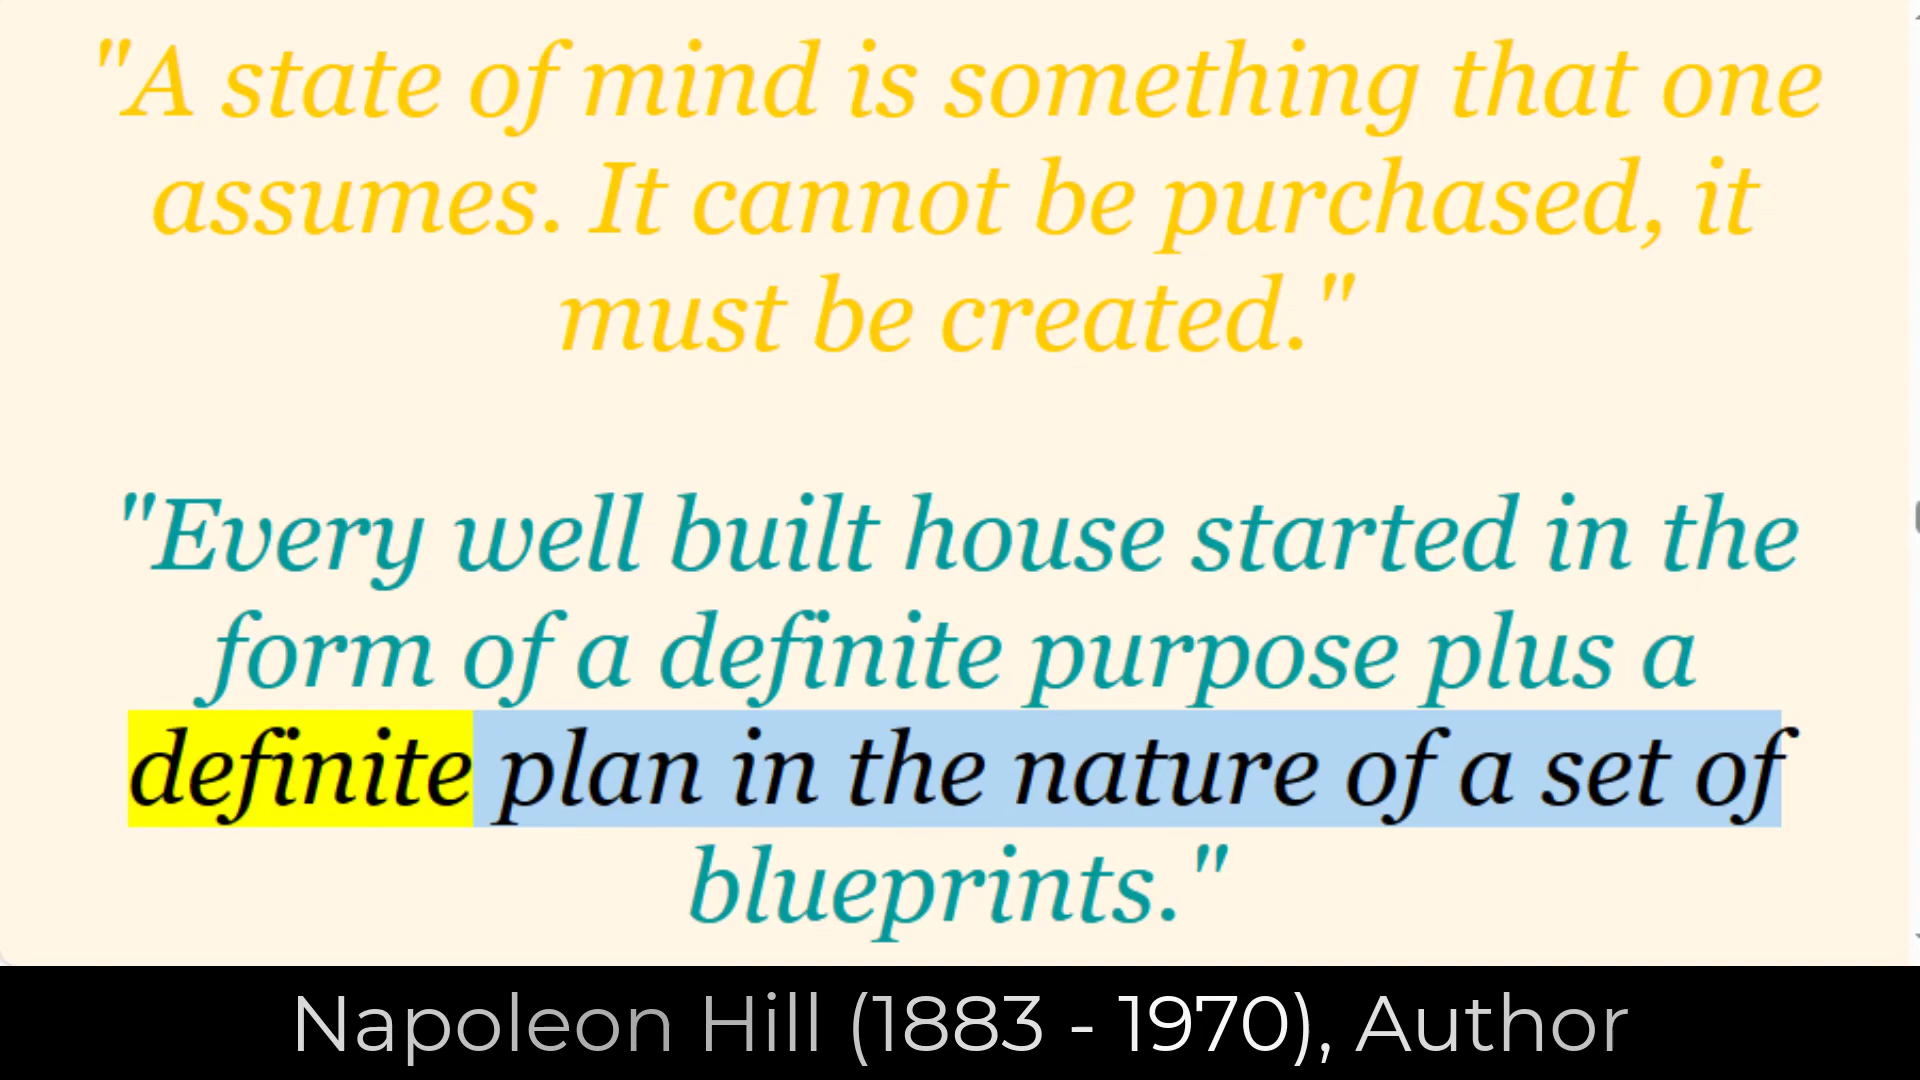 "A state of mind is something that one
assumes. It cannot be purchased, it
must be created."
"Every well built house started in the
form of a definite purpose plus a
definite plan in the nature of a set of
blueprints."
Napoleon Hill (1883 - 1970), Author